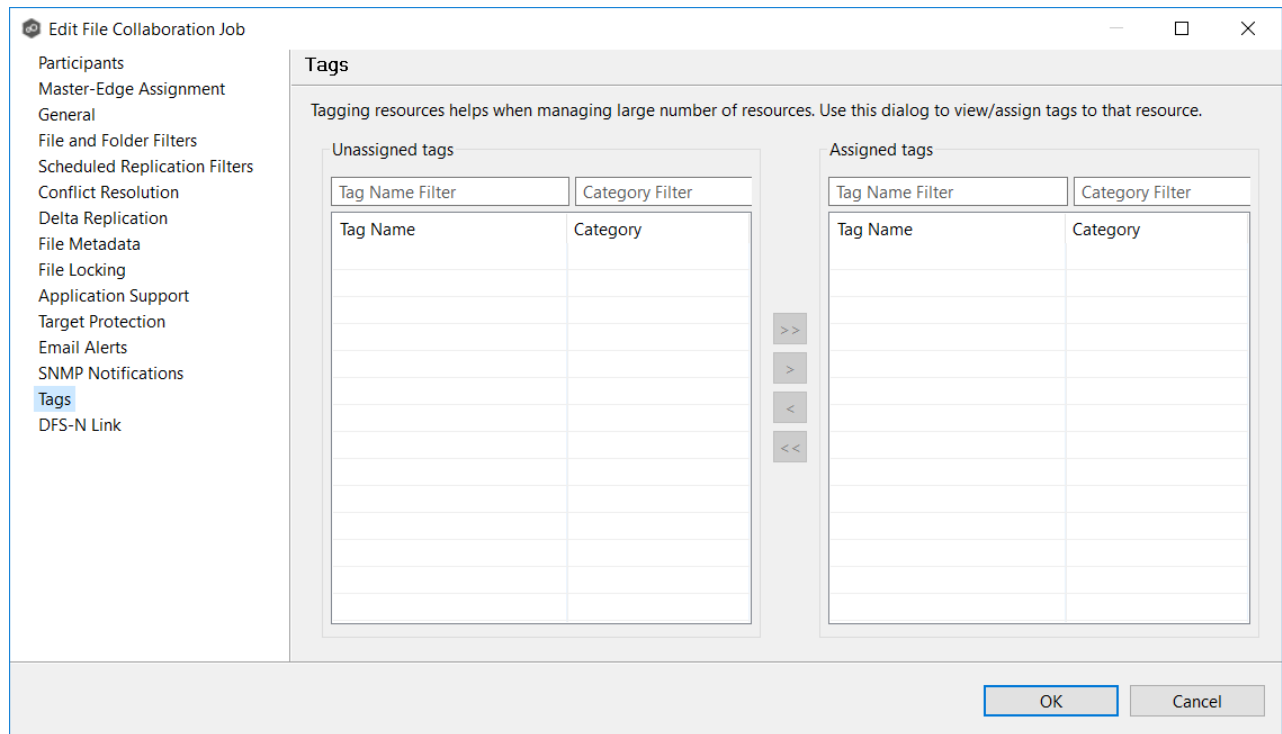 Edit File Collaboration Job
Participants
Master-Edge Assignment
General
File and Folder Filters
Scheduled Replication Filters
Conflict Resolution
Delta Replication
File Metadata
File Locking
Application Support
Target Protection
Email Alerts
SNMP Notifications
Tags
DFS-N Link
Tags
Tagging resources helps when managing large number of resources. Use this dialog to view/assign tags to that resource.
Unassigned tags
Tag Name Filter
Category Filter
Tag Name
Category
>>
>
<
<<
Assigned tags
Tag Name Filter
Category Filter
Tag Name
Category
OK
Cancel